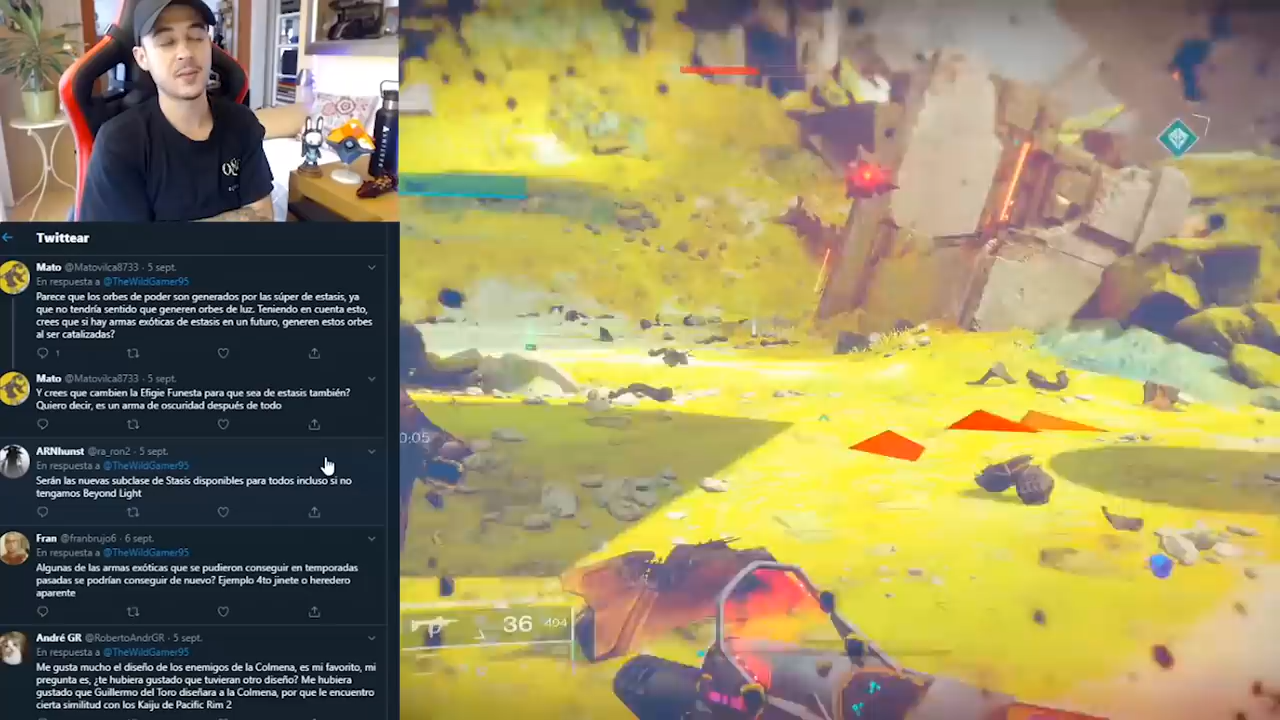 Twittear
Mato @Matovilca8733 · 5 sept.
En respuesta a @TheWildGamer95
Parece que los orbes de poder son generados por las súper de estasis, ya
que no tendría sentido que generen orbes de luz. Teniendo en cuenta esto,
crees que si hay armas exóticas de estasis en un futuro, generen estos orbes
al ser catalizadas?
1
Mato @Matovilca8733 · 5 sept.
Y crees que cambien la Efigie Funesta para que sea de estasis también?
Quiero decir, es un arma de oscuridad después de todo
ARNhunst @ra_ron2 · 5 sept.
En respuesta a @TheWildGamer95
Serán las nuevas subclase de Stasis disponibles para todos incluso si no
tengamos Beyond Light
Fran @franbrujo6 · 6 sept.
En respuesta a @TheWildGamer95
Algunas de las armas exóticas que se pudieron conseguir en temporadas
pasadas se podrían conseguir de nuevo? Ejemplo 4to jinete o heredero
aparente
André GR @RobertoAndrGR · 5 sept.
En respuesta a @TheWildGamer95
Me gusta mucho el diseño de los enemigos de la Colmena, es mi favorito, mi
pregunta es, ¿te hubiera gustado que tuvieran otro diseño? Me hubiera
gustado que Guillermo del Toro diseñara a la Colmena, por que le encuentro
cierta similitud con los Kaiju de Pacific Rim 2
0:05
36 494